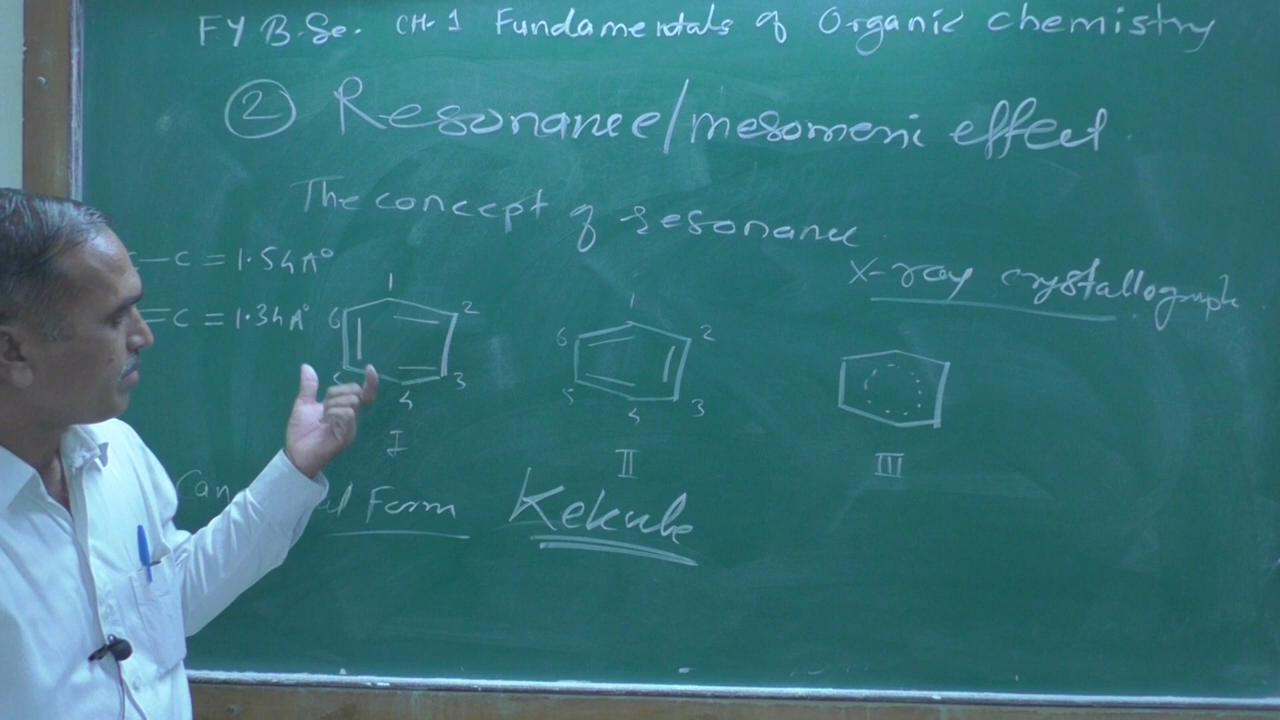 FY B.Sc. CH-1 Fundamentals of Organic chemistry
② Resonance/mesomeric effect
The concept of resonance
X-ray crystallograph
-C = 1.54A°
=C = 1.34A°
1
6 2
5 3
4
I
1
6 2
5 3
4
II
III
Form
Kekule